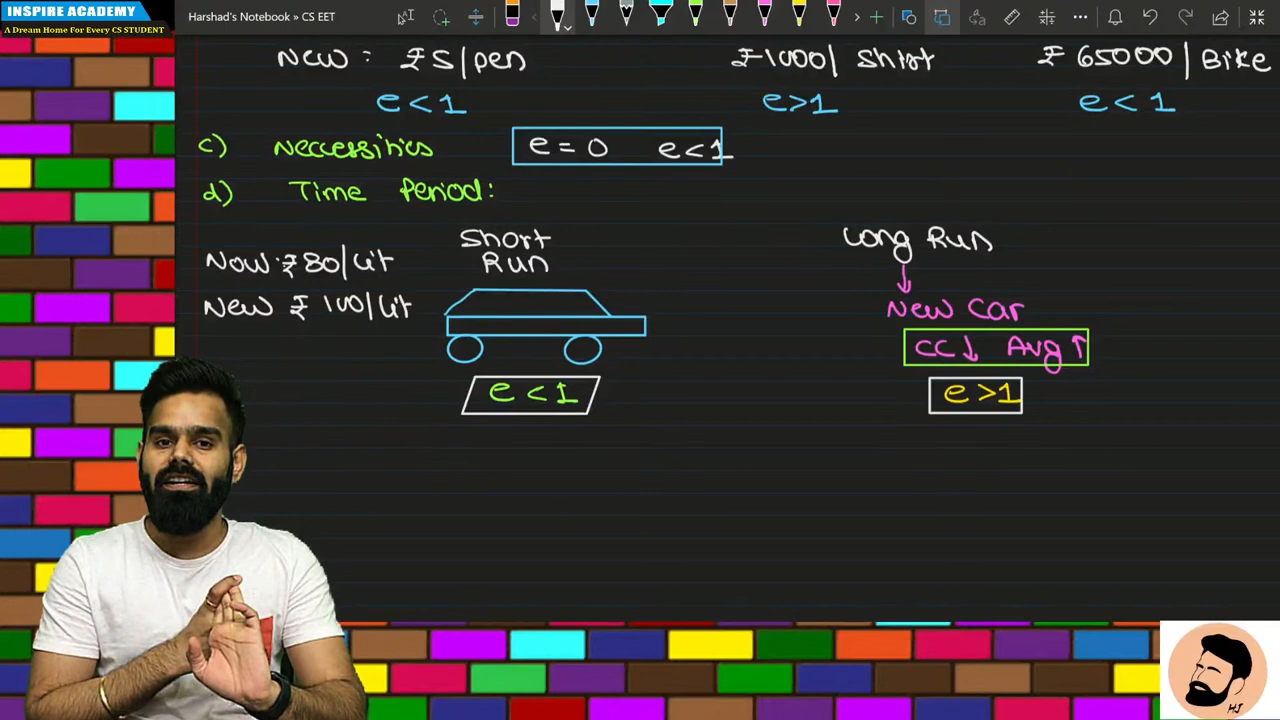 INSPIRE ACADEMY
A Dream Home For Every CS STUDENT
Harshad's Notebook » CS EET
New: ₹5/pen ₹1000/ Shirt ₹ 65000 / Bike
e < 1 e>1 e < 1
c) Neccessities e = 0 e<1
d) Time Period:
Short Run
Long Run
Now: ₹80/Lit
New ₹ 100/Lit
New Car
CC↓ Avg↑
e < 1
e >1
HJ